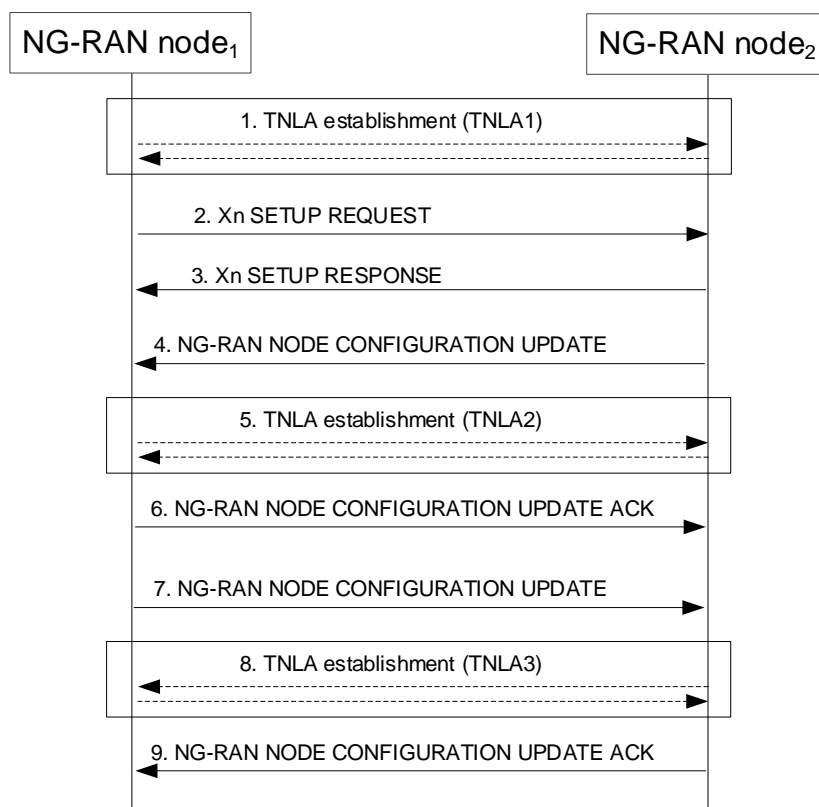 NG-RAN node₁
NG-RAN node₂
1. TNLA establishment (TNLA1)
2. Xn SETUP REQUEST
3. Xn SETUP RESPONSE
4. NG-RAN NODE CONFIGURATION UPDATE
5. TNLA establishment (TNLA2)
6. NG-RAN NODE CONFIGURATION UPDATE ACK
7. NG-RAN NODE CONFIGURATION UPDATE
8. TNLA establishment (TNLA3)
9. NG-RAN NODE CONFIGURATION UPDATE ACK